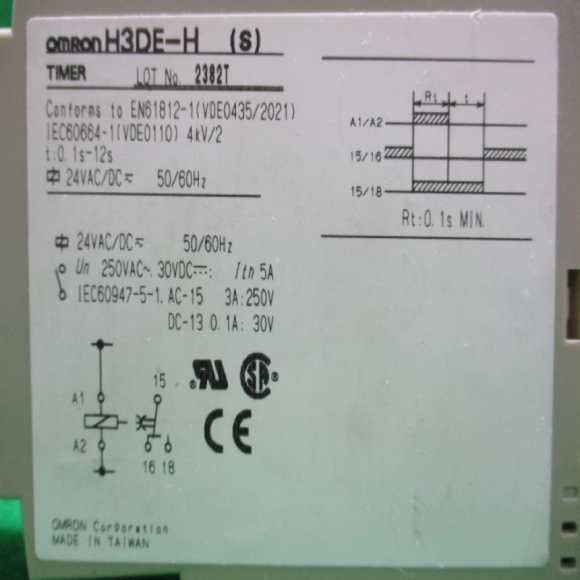 OMRON H3DE-H (S)
TIMER LOT No. 2382T
Conforms to EN61812-1(VDE0435/2021)
IEC60664-1(VDE0110) 4kV/2
t:0.1s-12s
24VAC/DC≂ 50/60Hz
Rt t
A1/A2
15/16
15/18
Rt:0.1s MIN.
24VAC/DC≂ 50/60Hz
Un 250VAC~. 30VDC⎓: Ith 5A
IEC60947-5-1. AC-15 3A:250V
DC-13 0.1A: 30V
A1 15
A2
16 18
RU SA
CE
OMRON Corporation
MADE IN TAIWAN